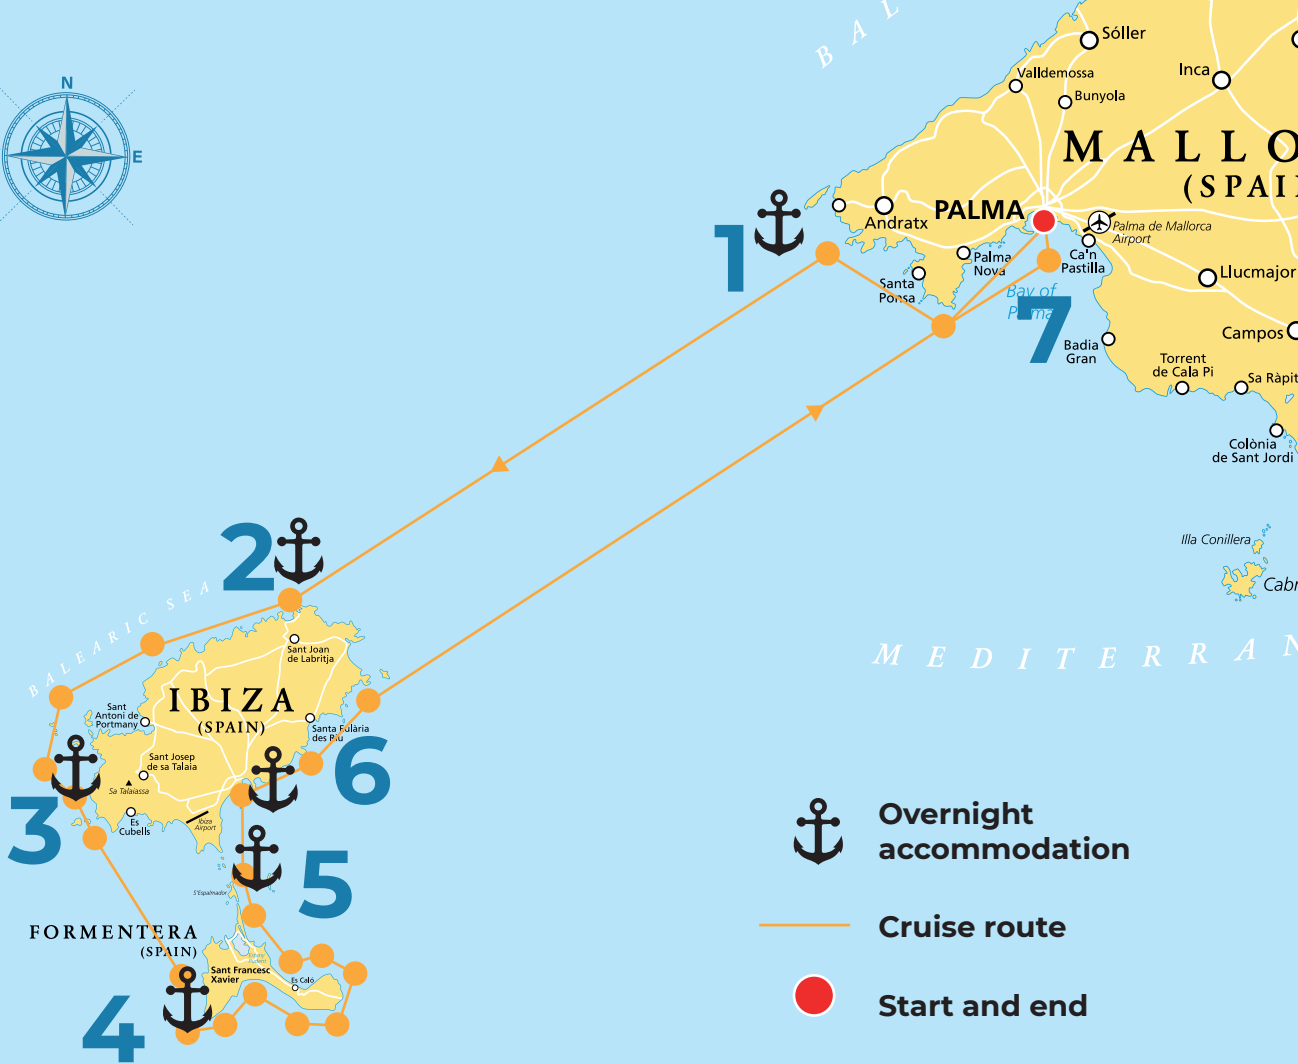 B A L
Sóller
Valldemossa
Inca
Bunyola
N
E
M A L L O
(SPAI
PALMA
Andratx
Palma de Mallorca
Airport
1
Palma
Nova
Ca'n
Pastilla
Santa
Ponsa
Llucmajor
Bay of
Palma
7
Campos
Badia
Gran
Torrent
de Cala Pi
Sa Ràpit
Colònia
de Sant Jordi
2
Illa Conillera
Cabr
BALEARIC SEA
MEDITERRAN
Sant Joan
de Labritja
IBIZA
(SPAIN)
Sant
Antoni de
Portmany
Santa Eulària
des Riu
Sant Josep
de sa Talaia
6
Sa Talaiassa
3
Es
Cubells
Ibiza
Airport
5
S'Espalmador
FORMENTERA
(SPAIN)
Sant Francesc
Xavier
Es Caló
4
Overnight
accommodation
Cruise route
Start and end